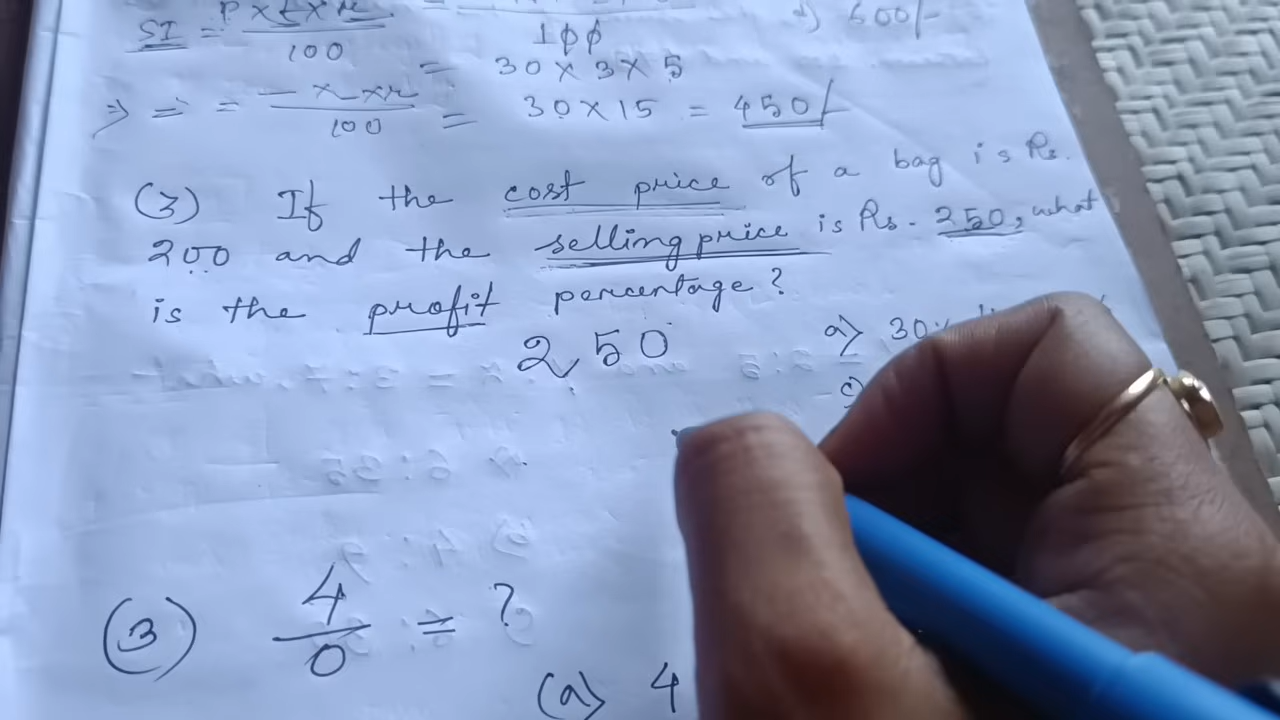 SI = P × t × r / 100
100
d) 600/-
= 30 × 3 × 5
100
= 30 × 15 = 450/-
(3) If the cost price of a bag is Rs.
200 and the selling price is Rs. 250, what
is the profit percentage?
250
a) 30%
c)
(3) 4/0 = ?
(a) 4